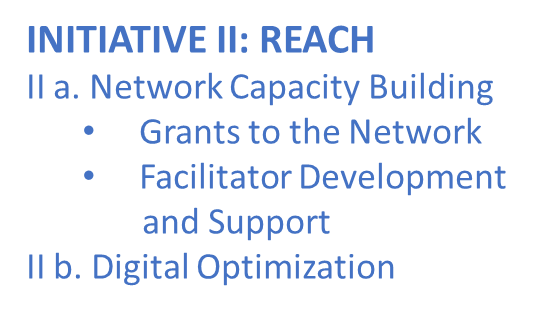 INITIATIVE II: REACH
II a. Network Capacity Building
• Grants to the Network
• Facilitator Development
and Support
II b. Digital Optimization